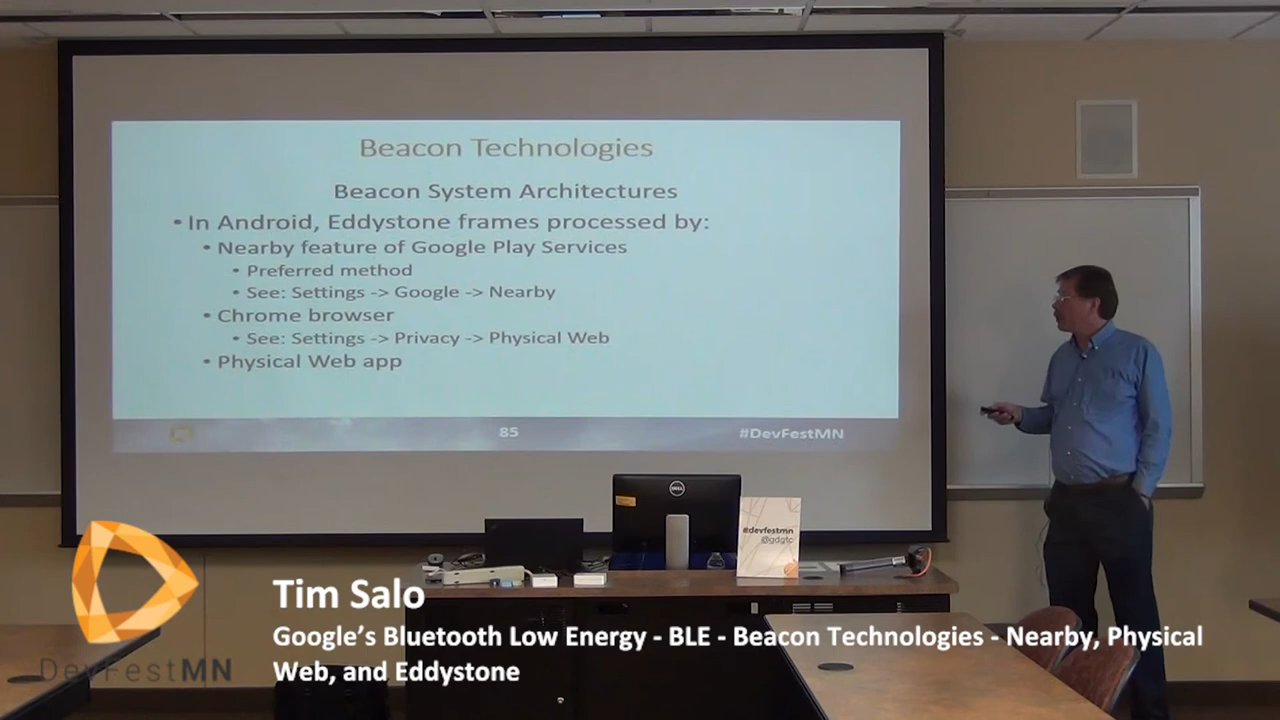 Beacon Technologies
Beacon System Architectures
• In Android, Eddystone frames processed by:
• Nearby feature of Google Play Services
• Preferred method
• See: Settings -> Google -> Nearby
• Chrome browser
• See: Settings -> Privacy -> Physical Web
• Physical Web app
85
#DevFestMN
DELL
#devfestmn
@gdgtc
Tim Salo
Google's Bluetooth Low Energy - BLE - Beacon Technologies - Nearby, Physical
Web, and Eddystone
DevFestMN